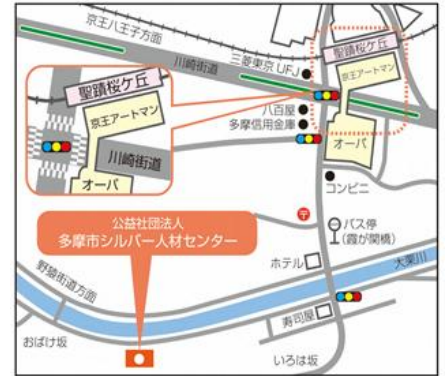 京王八王子方面
川崎街道
三菱東京UFJ
聖蹟桜ケ丘
京王アートマン
聖蹟桜ケ丘
京王アートマン
川崎街道
オーパ
八百屋
多摩信用金庫
オーパ
コンビニ
〒
バス停
(霞が関橋)
公益社団法人
多摩市シルバー人材センター
野猿街道方面
ホテル
大栗川
おばけ坂
寿司屋
いろは坂